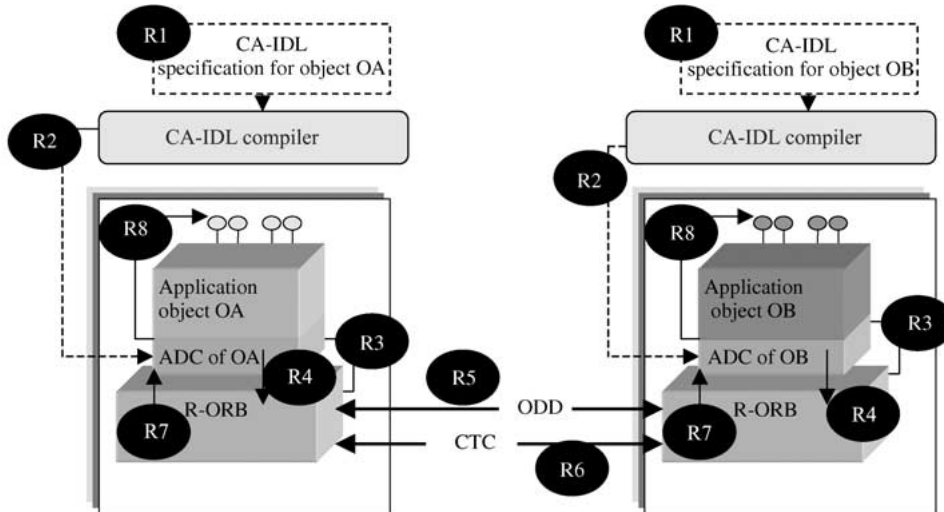 R1
CA-IDL
specification for object OA
R1
CA-IDL
specification for object OB
R2
CA-IDL compiler
CA-IDL compiler
R2
R8
R8
Application
object OA
Application
object OB
R3
R3
ADC of OA
ADC of OB
R4
R5
R-ORB
ODD
R-ORB
R4
R7
R7
CTC
R6